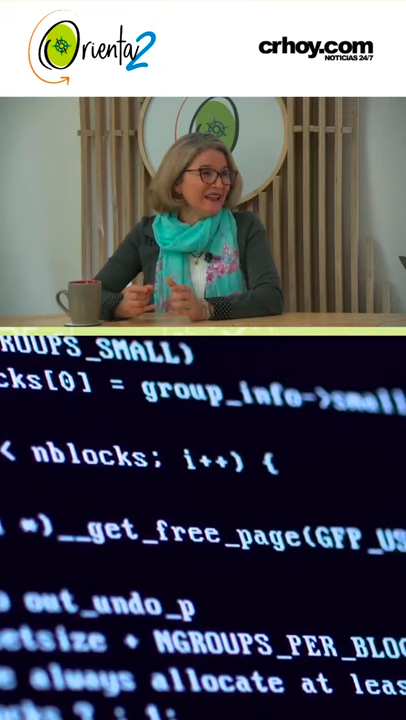 Orienta2
crhoy.com
NOTICIAS 24/7
ROUPS_SMALL)
cks[0] = group_info->small
< nblocks; i++) {
*)__get_free_page(GFP_US
out_undo_p
etsize + NGROUPS_PER_BLOC
e always allocate at leas